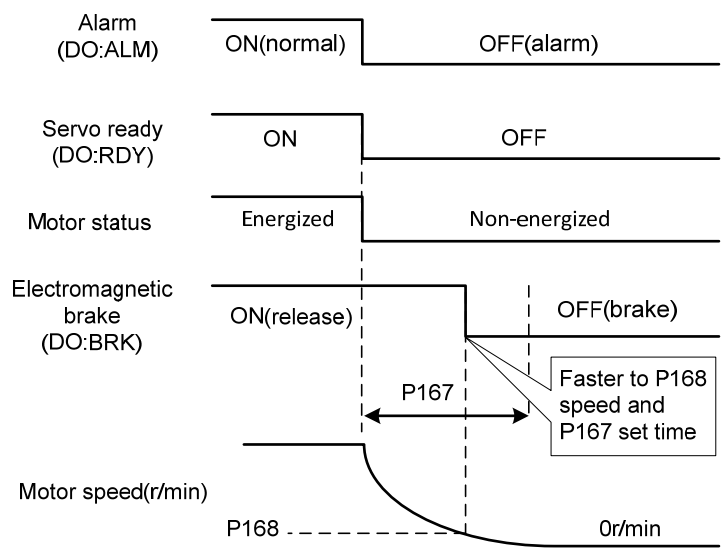 Alarm
(DO:ALM)
ON(normal)
OFF(alarm)
Servo ready
(DO:RDY)
ON
OFF
Motor status
Energized
Non-energized
Electromagnetic
brake
(DO:BRK)
ON(release)
OFF(brake)
P167
Faster to P168
speed and
P167 set time
Motor speed(r/min)
P168
0r/min